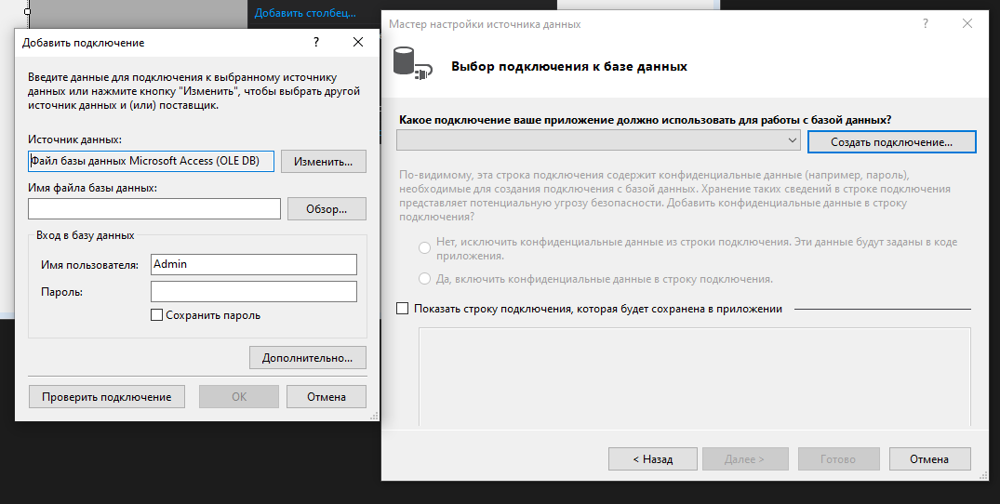 Добавить столбец...
Добавить подключение
?
Введите данные для подключения к выбранному источнику
данных или нажмите кнопку "Изменить", чтобы выбрать другой
источник данных и (или) поставщик.
Источник данных:
Файл базы данных Microsoft Access (OLE DB)
Изменить...
Имя файла базы данных:
Обзор...
Вход в базу данных
Имя пользователя:
Admin
Пароль:
Сохранить пароль
Дополнительно...
Проверить подключение
ОК
Отмена
Мастер настройки источника данных
?
Выбор подключения к базе данных
Какое подключение ваше приложение должно использовать для работы с базой данных?
Создать подключение...
По-видимому, эта строка подключения содержит конфиденциальные данные (например, пароль),
необходимые для создания подключения с базой данных. Хранение таких сведений в строке подключения
представляет потенциальную угрозу безопасности. Добавить конфиденциальные данные в строку
подключения?
Нет, исключить конфиденциальные данные из строки подключения. Эти данные будут заданы в коде
приложения.
Да, включить конфиденциальные данные в строку подключения.
Показать строку подключения, которая будет сохранена в приложении
< Назад
Далее >
Готово
Отмена